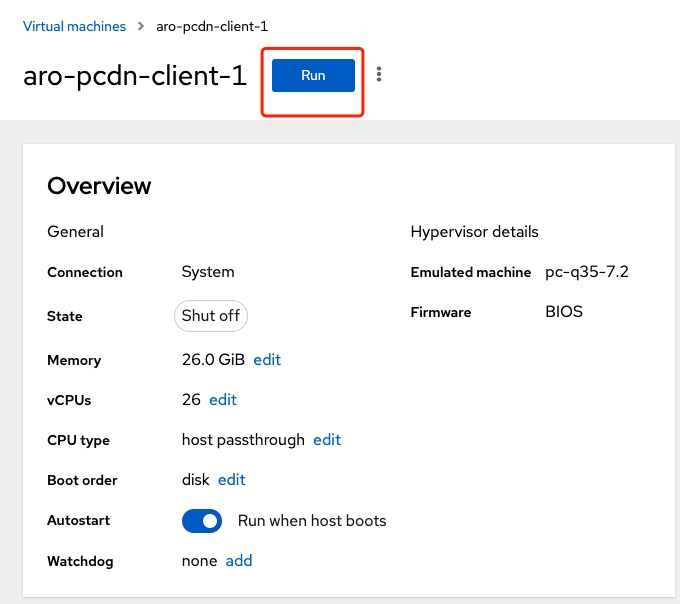 Virtual machines > aro-pcdn-client-1
aro-pcdn-client-1 Run
Overview
General
Connection System
State Shut off
Memory 26.0 GiB edit
vCPUs 26 edit
CPU type host passthrough edit
Boot order disk edit
Autostart Run when host boots
Watchdog none add
Hypervisor details
Emulated machine pc-q35-7.2
Firmware BIOS